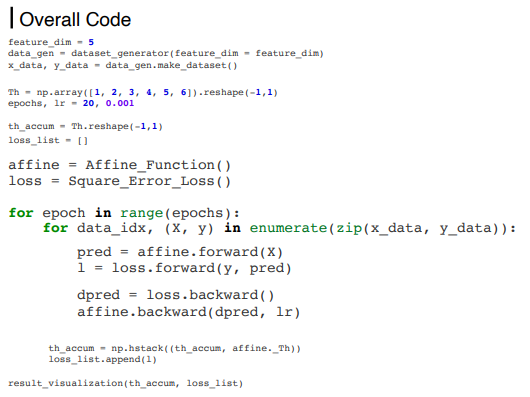 Overall Code
feature_dim = 5
data_gen = dataset_generator(feature_dim = feature_dim)
x_data, y_data = data_gen.make_dataset()
Th = np.array([1, 2, 3, 4, 5, 6]).reshape(-1,1)
epochs, lr = 20, 0.001
th_accum = Th.reshape(-1,1)
loss_list = []
affine = Affine_Function()
loss = Square_Error_Loss()
for epoch in range(epochs):
    for data_idx, (X, y) in enumerate(zip(x_data, y_data)):
        pred = affine.forward(X)
        l = loss.forward(y, pred)
        dpred = loss.backward()
        affine.backward(dpred, lr)
        th_accum = np.hstack((th_accum, affine._Th))
        loss_list.append(l)
result_visualization(th_accum, loss_list)